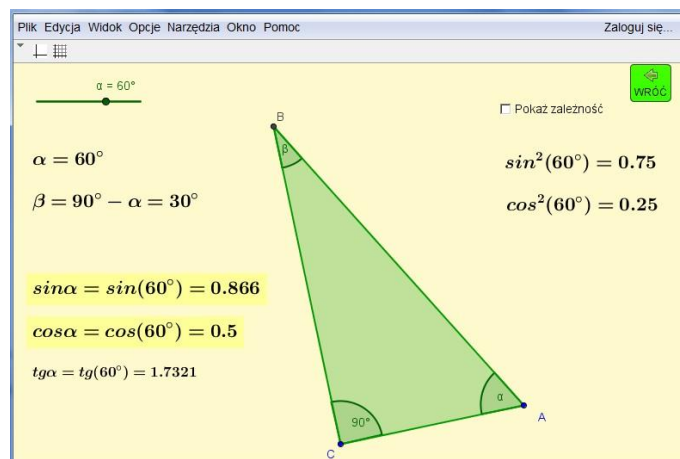 Plik Edycja Widok Opcje Narzędzia Okno Pomoc Zaloguj się...
α = 60°
WRÓĆ
Pokaż zależność
B
β
α = 60°
sin²(60°) = 0.75
β = 90° − α = 30°
cos²(60°) = 0.25
sinα = sin(60°) = 0.866
cosα = cos(60°) = 0.5
tgα = tg(60°) = 1.7321
α
A
90°
C